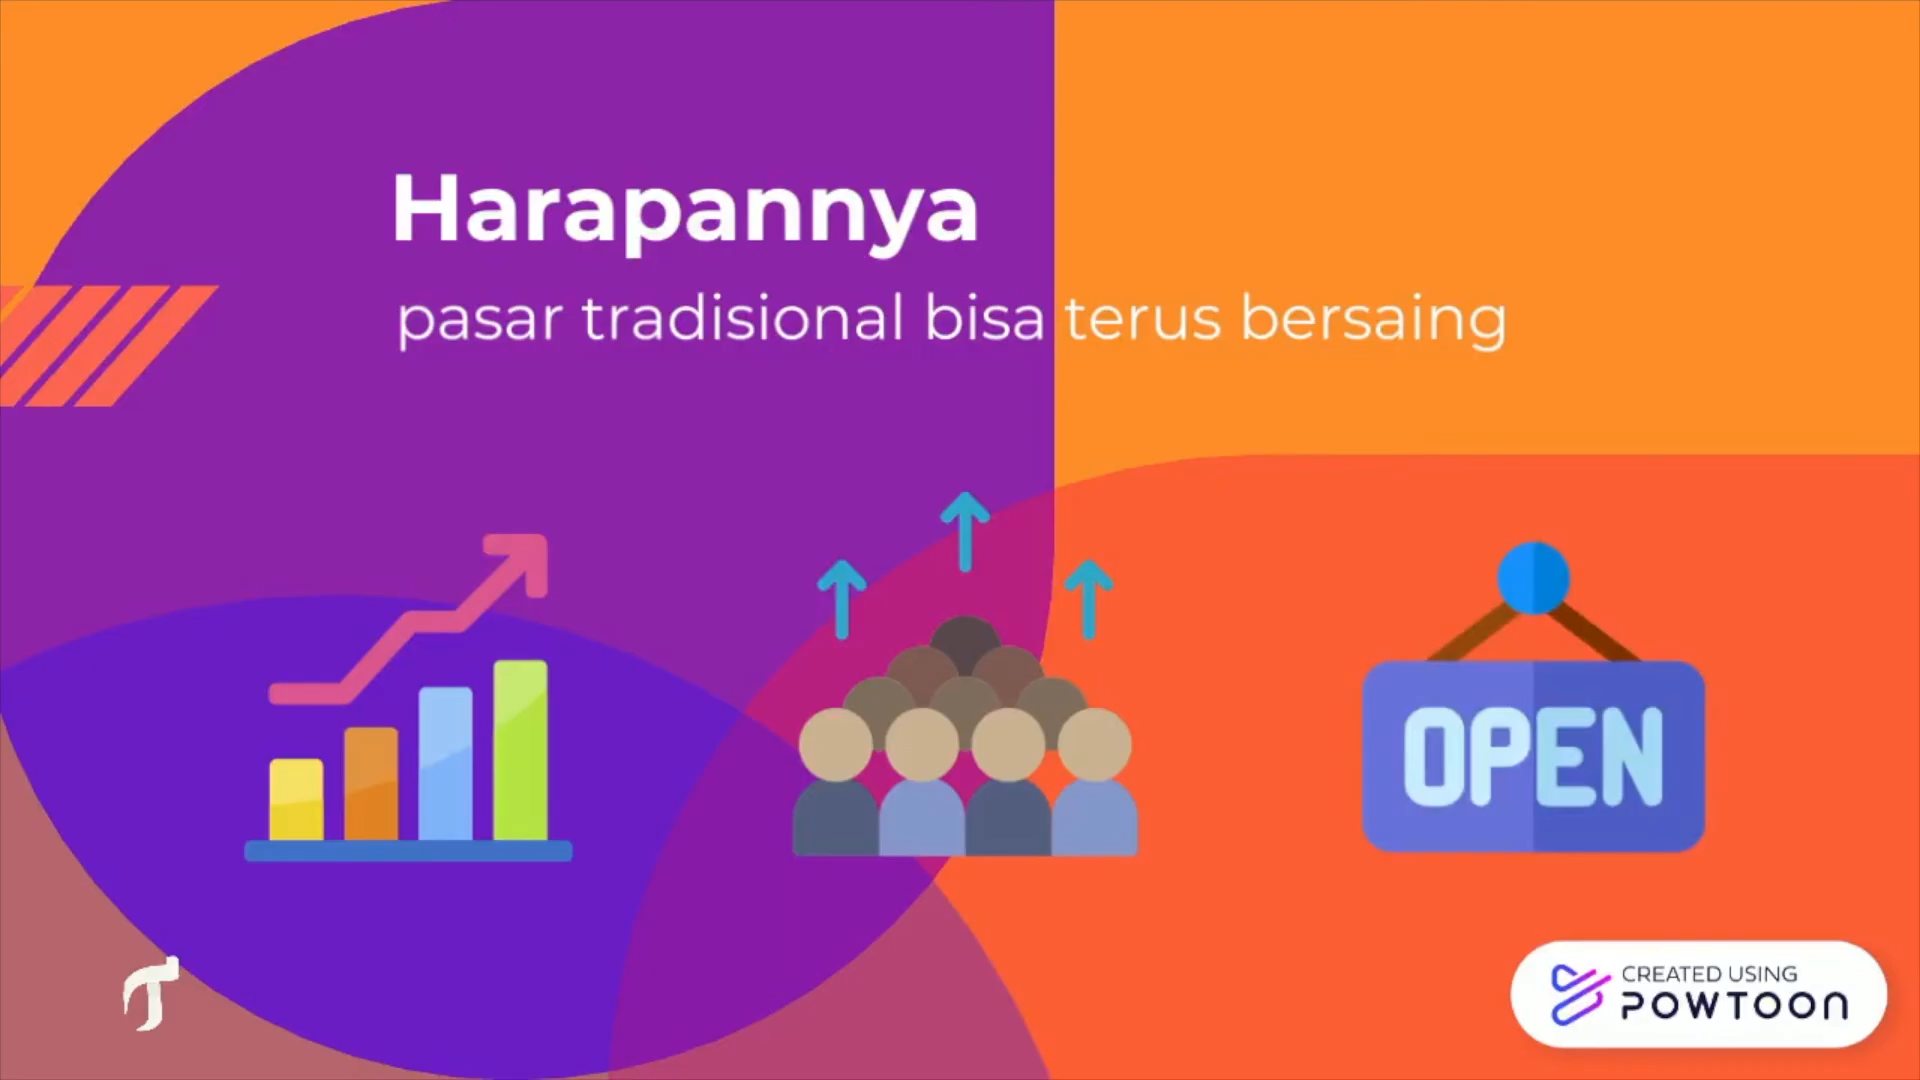 Harapannya
pasar tradisional bisa terus bersaing
OPEN
CREATED USING
POWTOON